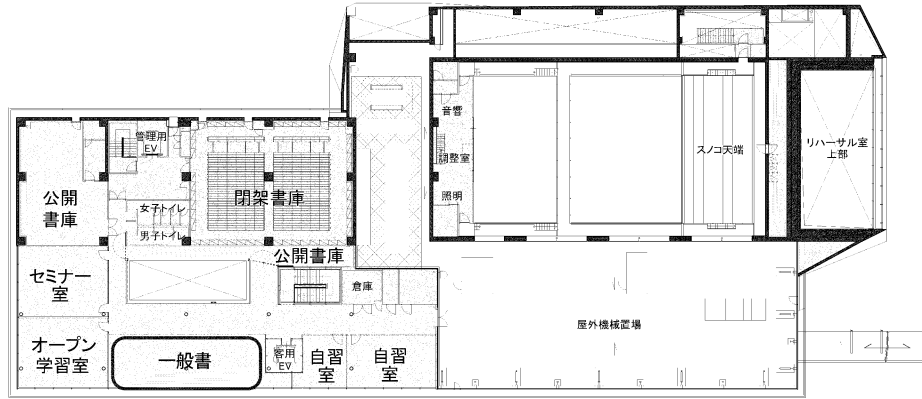 音響
調整室
照明
スノコ天端
リハーサル室
上部
管理用
EV
公開
書庫
閉架書庫
女子トイレ
男子トイレ
公開書庫
セミナー
室
倉庫
屋外機械置場
オープン
学習室
一般書
客用
EV
自習
室
自習
室